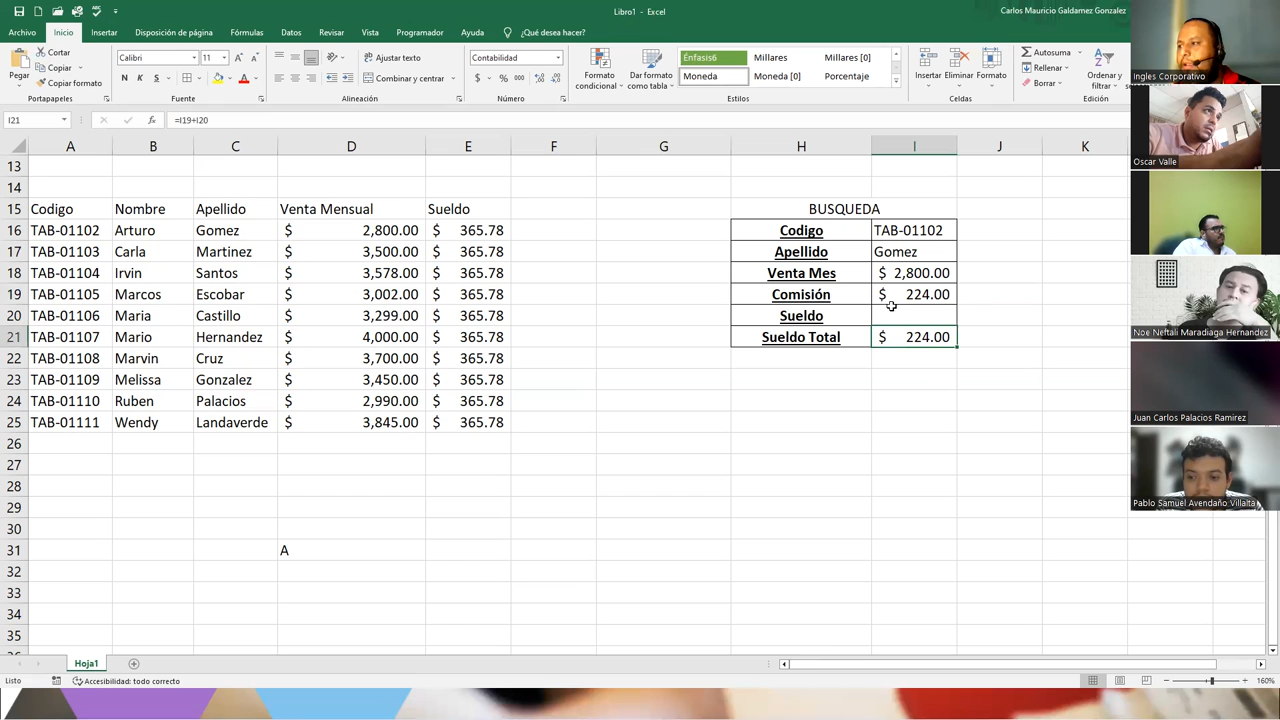 Libro1 - Excel
Carlos Mauricio Galdamez Gonzalez
Archivo Inicio Insertar Disposición de página Fórmulas Datos Revisar Vista Programador Ayuda ¿Qué desea hacer?
Pegar
Cortar
Copiar
Copiar formato
Portapapeles
Calibri 11
N K S
Fuente
Ajustar texto
Combinar y centrar
Alineación
Contabilidad
$ % 000
Número
Formato condicional
Dar formato como tabla
Énfasis6 Millares Millares [0]
Moneda Moneda [0] Porcentaje
Estilos
Insertar Eliminar Formato
Celdas
Autosuma
Rellenar
Borrar
Ordenar y
Edición
I21 fx =I19+I20
A B C D E F G H I J K
13
14
15 Codigo Nombre Apellido Venta Mensual Sueldo BUSQUEDA
16 TAB-01102 Arturo Gomez $ 2,800.00 $ 365.78 Codigo TAB-01102
17 TAB-01103 Carla Martinez $ 3,500.00 $ 365.78 Apellido Gomez
18 TAB-01104 Irvin Santos $ 3,578.00 $ 365.78 Venta Mes $ 2,800.00
19 TAB-01105 Marcos Escobar $ 3,002.00 $ 365.78 Comisión $ 224.00
20 TAB-01106 Maria Castillo $ 3,299.00 $ 365.78 Sueldo
21 TAB-01107 Mario Hernandez $ 4,000.00 $ 365.78 Sueldo Total $ 224.00
22 TAB-01108 Marvin Cruz $ 3,700.00 $ 365.78
23 TAB-01109 Melissa Gonzalez $ 3,450.00 $ 365.78
24 TAB-01110 Ruben Palacios $ 2,990.00 $ 365.78
25 TAB-01111 Wendy Landaverde $ 3,845.00 $ 365.78
26
27
28
29
30
31 A
32
33
34
35
Hoja1
Listo Accesibilidad: todo correcto 160%
Ingles Corporativo
Oscar Valle
Noe Neftali Maradiaga Hernandez
Juan Carlos Palacios Ramirez
Pablo Samuel Avendaño Villalta